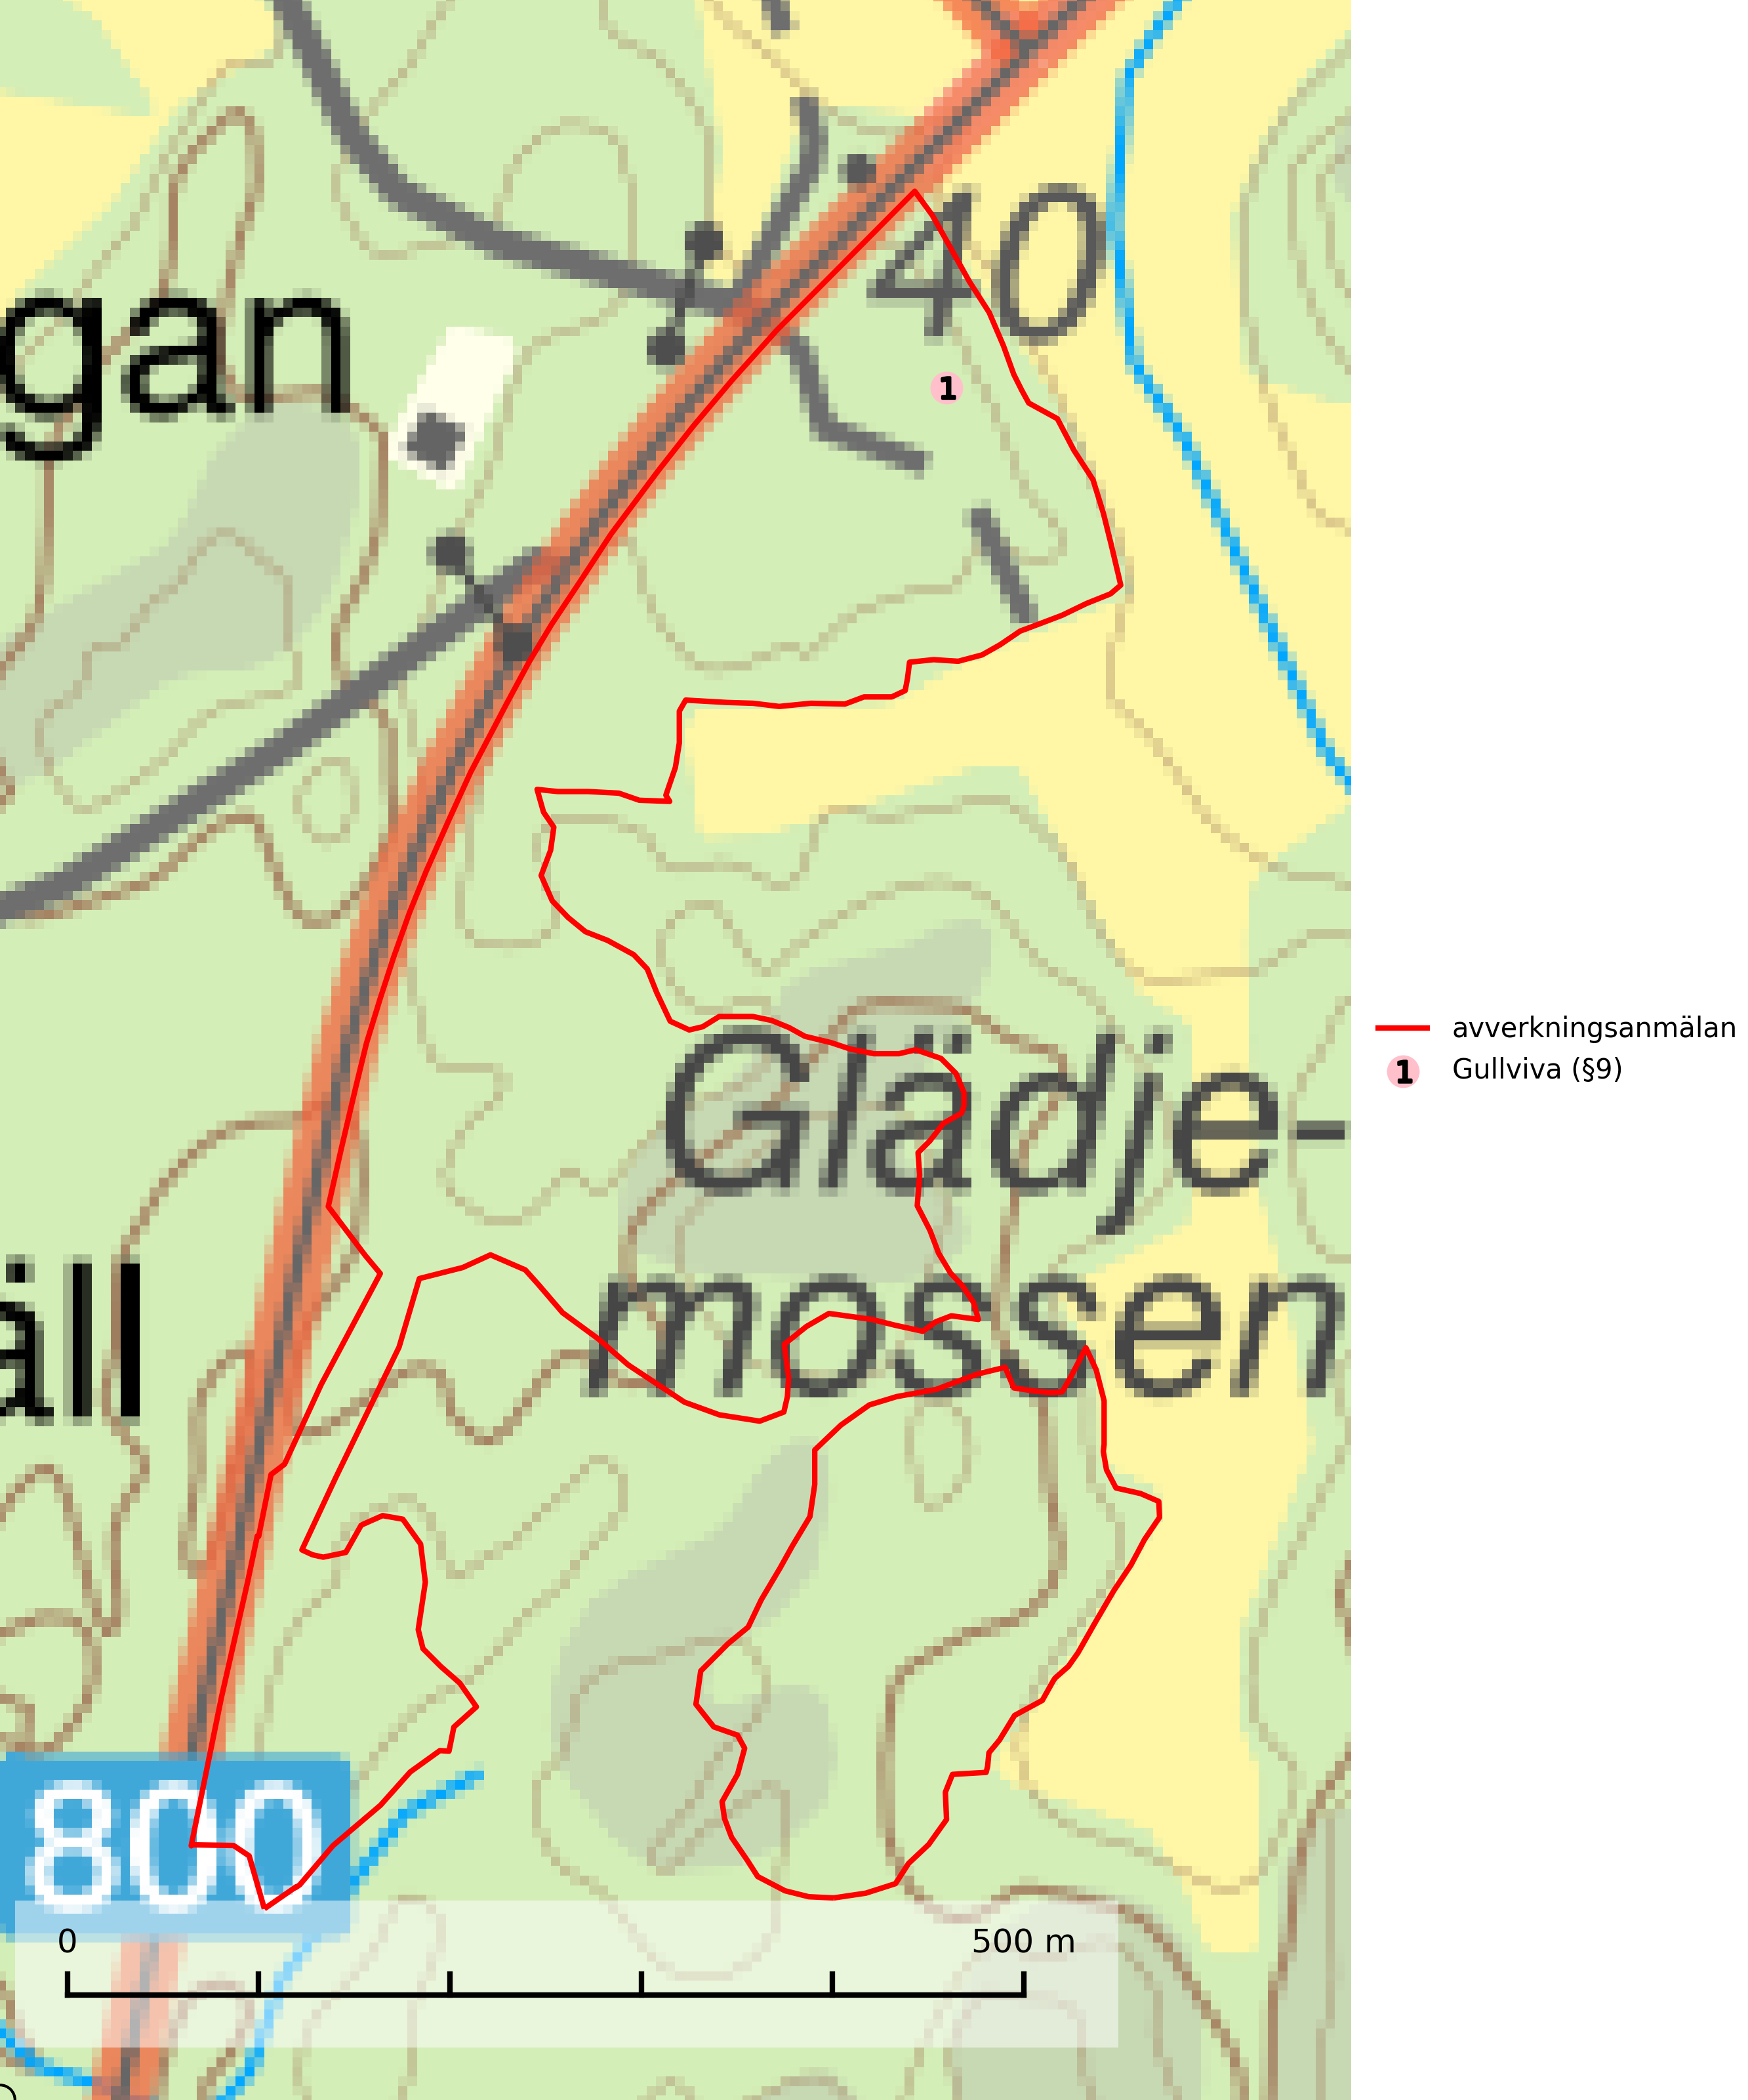 40
gan
1
Glädje-
mossen
äll
800
0 500 m
avverkningsanmälan
1 Gullviva (§9)